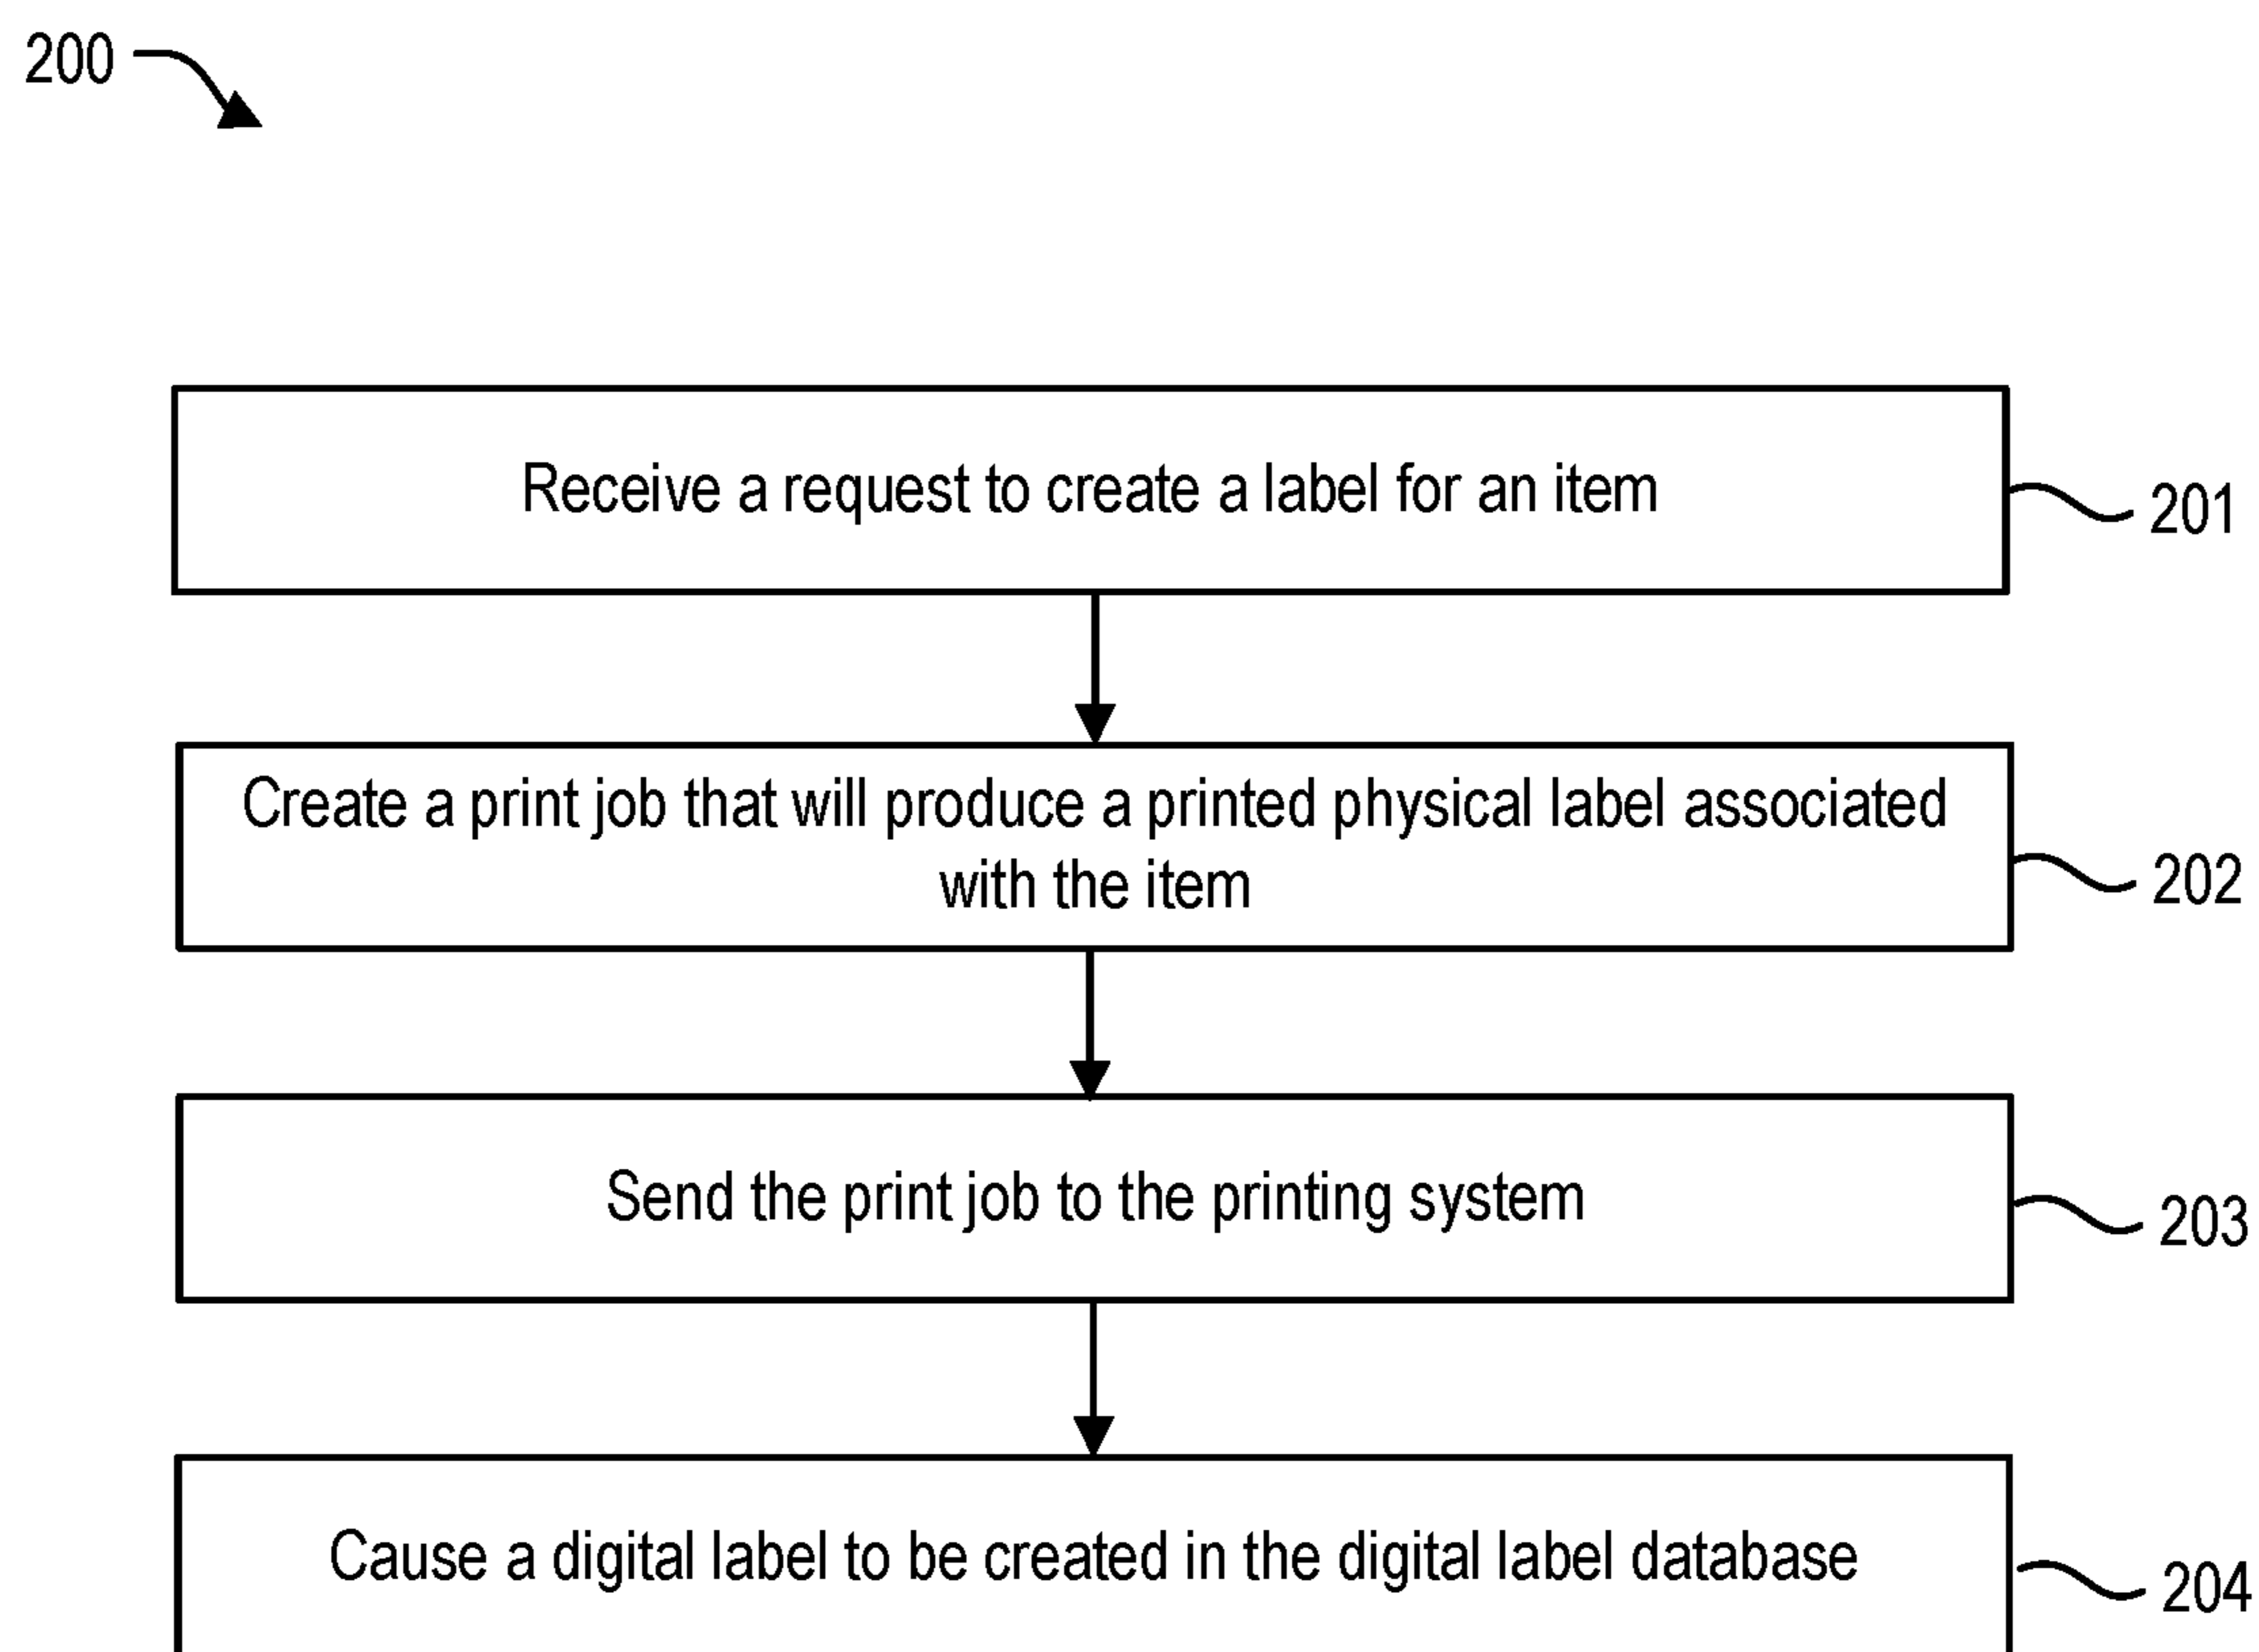 200
Receive a request to create a label for an item
201
Create a print job that will produce a printed physical label associated
with the item
202
Send the print job to the printing system
203
Cause a digital label to be created in the digital label database
204